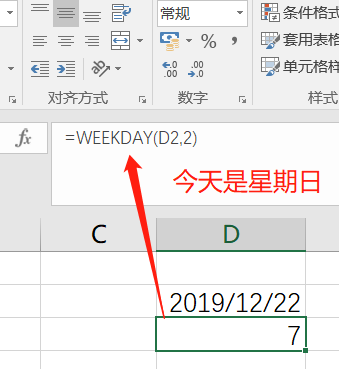 常规
条件格式
套用表格
%
,
单元格样
对齐方式
数字
样式
fx
=WEEKDAY(D2,2)
今天是星期日
C
D
2019/12/22
7